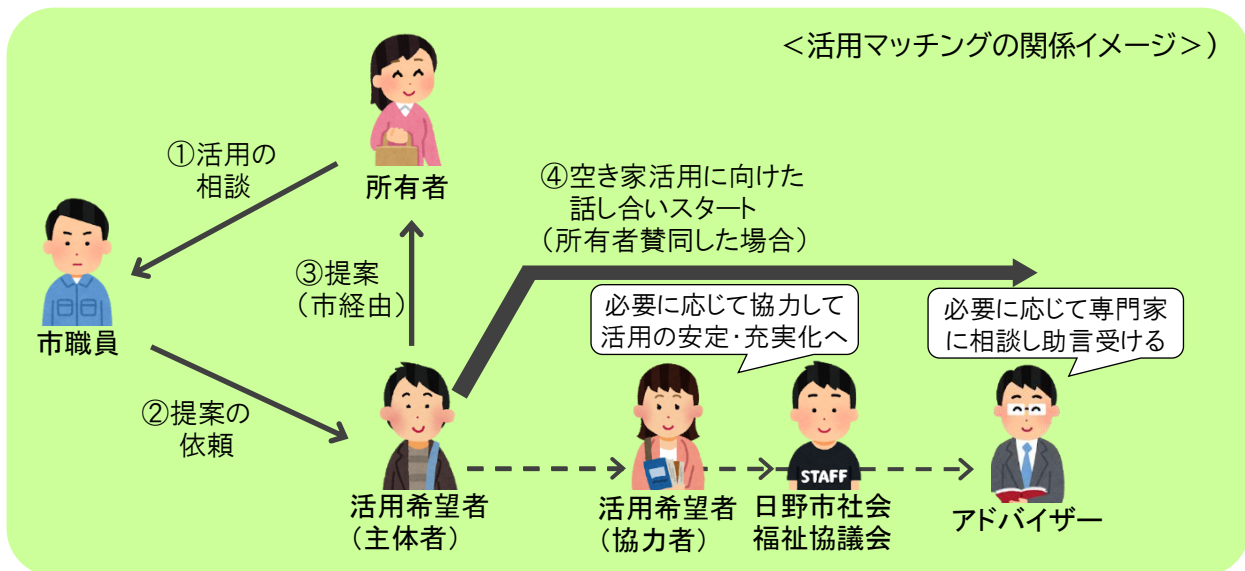 ＜活用マッチングの関係イメージ＞）
①活用の
相談
所有者
④空き家活用に向けた
話し合いスタート
（所有者賛同した場合）
③提案
（市経由）
市職員
必要に応じて協力して
活用の安定・充実化へ
必要に応じて専門家
に相談し助言受ける
②提案の
依頼
活用希望者
（主体者）
活用希望者
（協力者）
STAFF
日野市社会
福祉協議会
アドバイザー